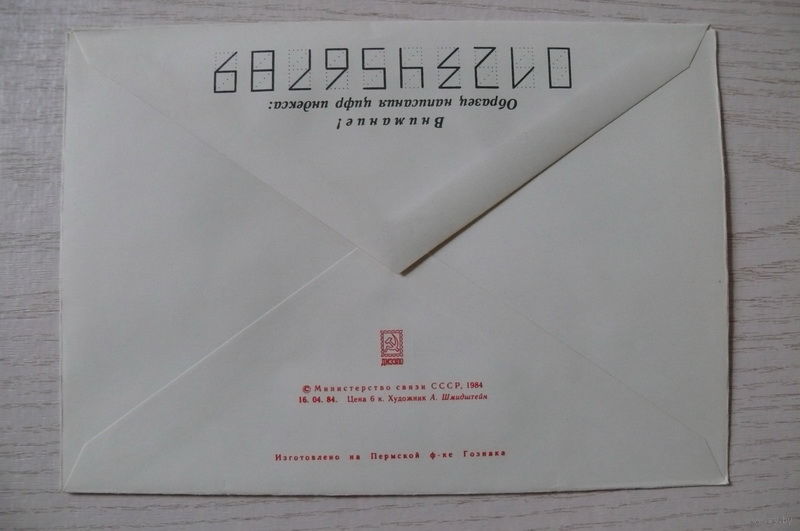 Внимание!
Образец написания цифр индекса:
0123456789
ДИЭЗПО
© Министерство связи СССР, 1984
16. 04. 84. Цена 6 к. Художник А. Шмидштейн
Изготовлено на Пермской ф-ке Гознака